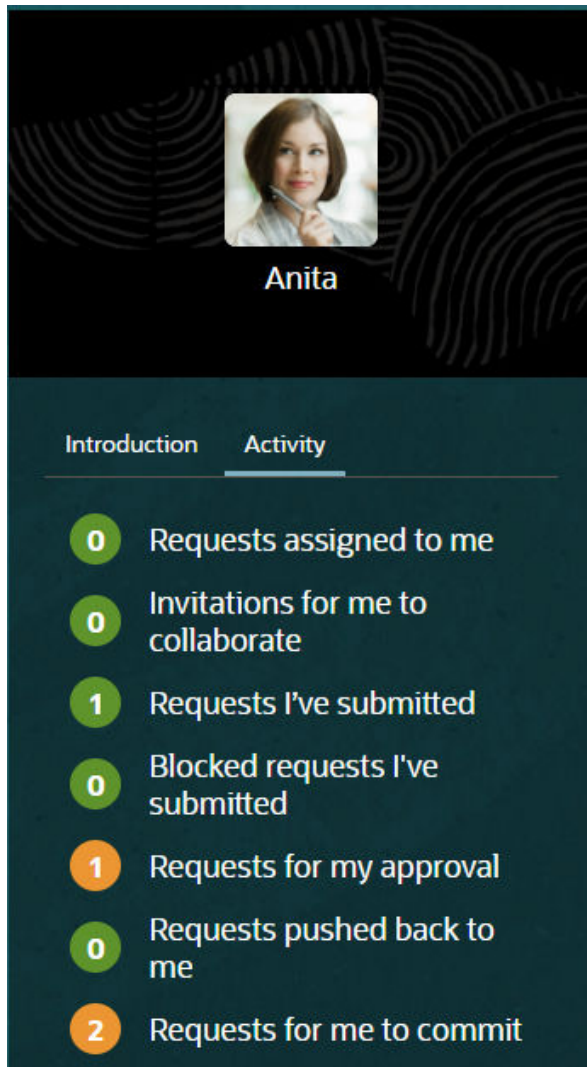 Anita
Introduction Activity
0 Requests assigned to me
0 Invitations for me to
collaborate
1 Requests I’ve submitted
0 Blocked requests I've
submitted
1 Requests for my approval
0 Requests pushed back to
me
2 Requests for me to commit